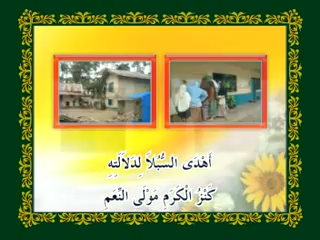 أَهْدَى السُّبُلاَ لِدَلاَلَتِهِ
كَنْزُ الْكَرَمِ مَوْلَى النِّعَمِ